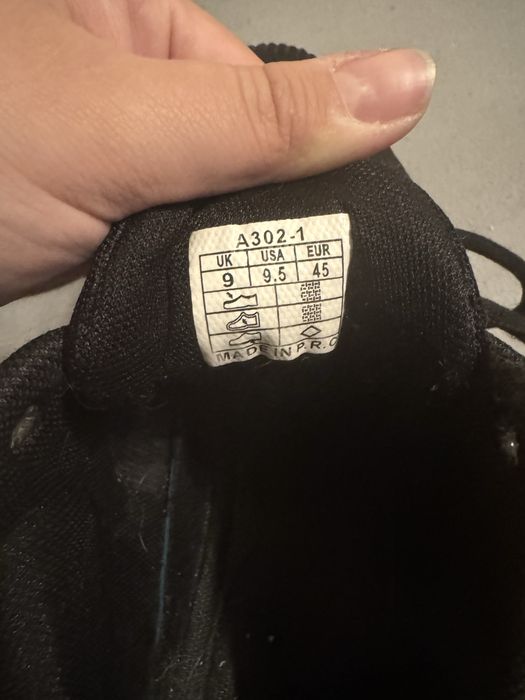 A302-1
UK USA EUR
9 9.5 45
MADE IN P.R.C